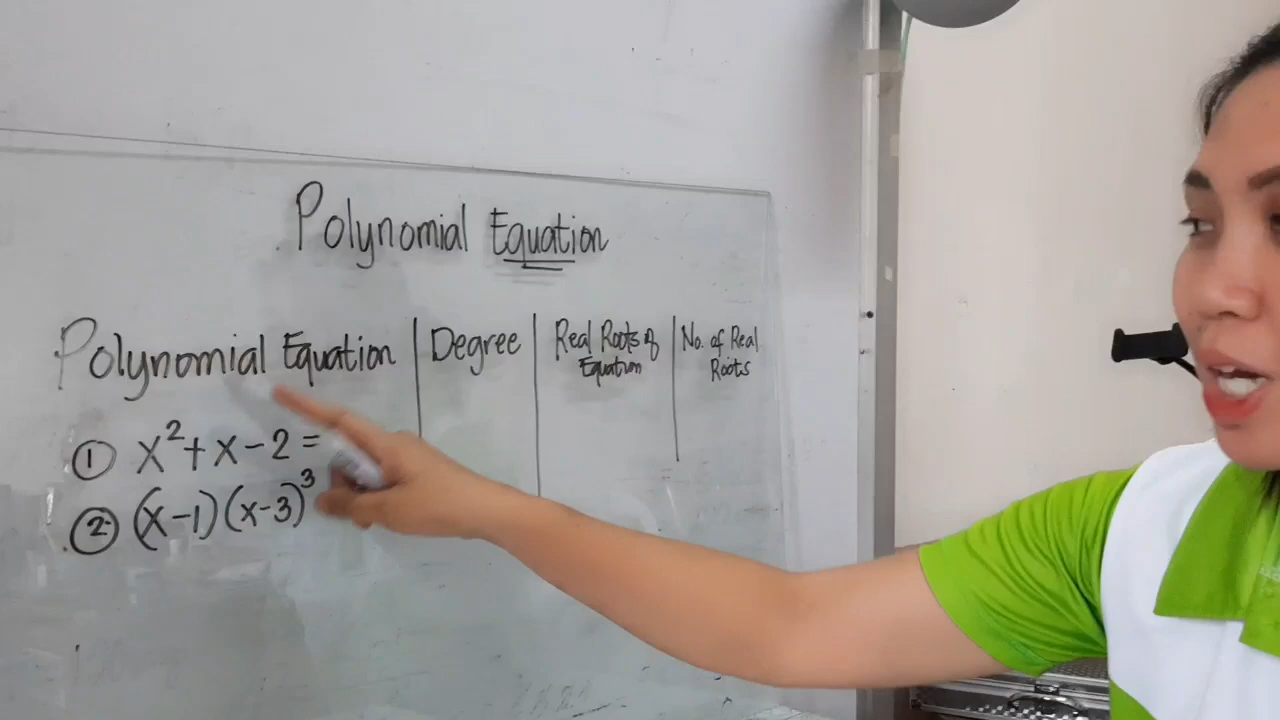 Polynomial Equation
Polynomial Equation | Degree | Real Roots of Equation | No. of Real Roots
① x²+x-2=
② (x-1)(x-3)³